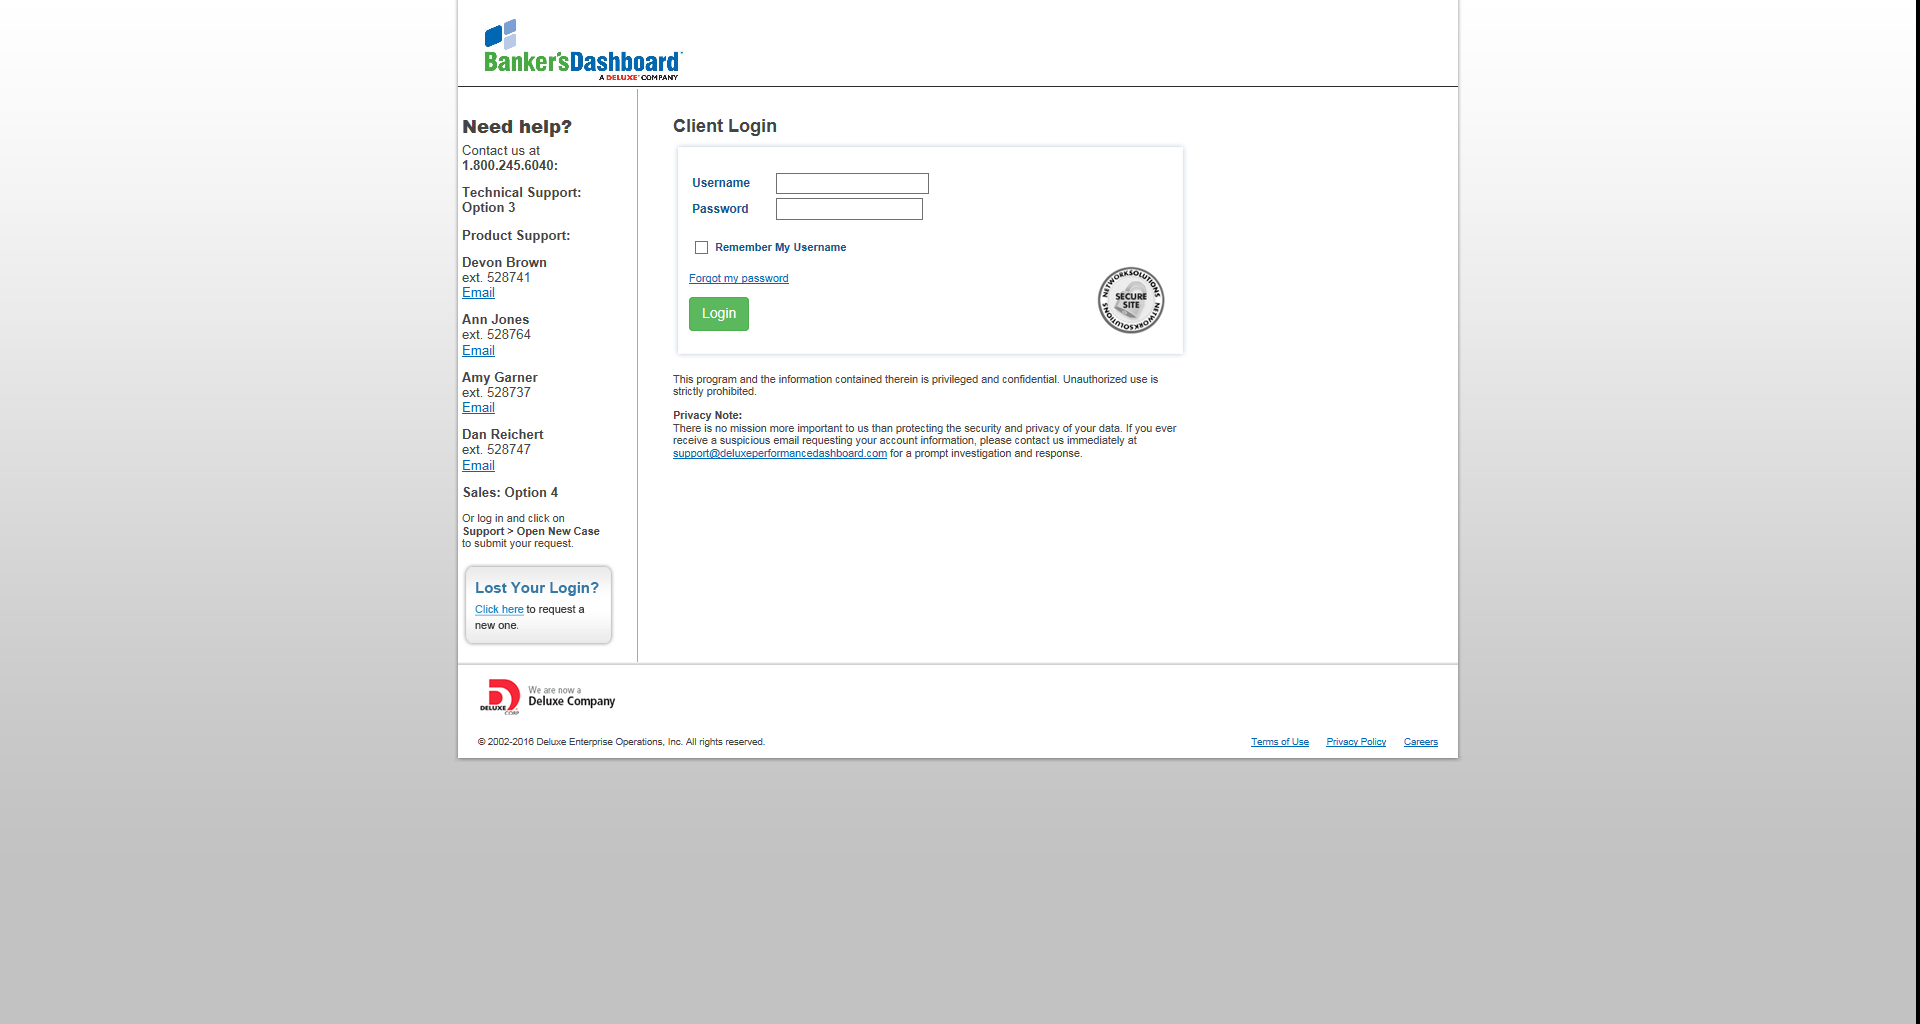 Banker'sDashboard
A DELUXE COMPANY
Need help?
Contact us at
1.800.245.6040:
Technical Support:
Option 3
Product Support:
Devon Brown
ext. 528741
Email
Ann Jones
ext. 528764
Email
Amy Garner
ext. 528737
Email
Dan Reichert
ext. 528747
Email
Sales: Option 4
Or log in and click on
Support > Open New Case
to submit your request.
Lost Your Login?
Click here to request a
new one.
Client Login
Username
Password
Remember My Username
Forgot my password
Login
NETWORKSOLUTIONS
SECURE
SITE
NETWORKSOLUTIONS
This program and the information contained therein is privileged and confidential. Unauthorized use is
strictly prohibited.
Privacy Note:
There is no mission more important to us than protecting the security and privacy of your data. If you ever
receive a suspicious email requesting your account information, please contact us immediately at
support@deluxeperformancedashboard.com for a prompt investigation and response.
DELUXE
CORP
We are now a
Deluxe Company
© 2002-2016 Deluxe Enterprise Operations, Inc. All rights reserved.
Terms of Use Privacy Policy Careers